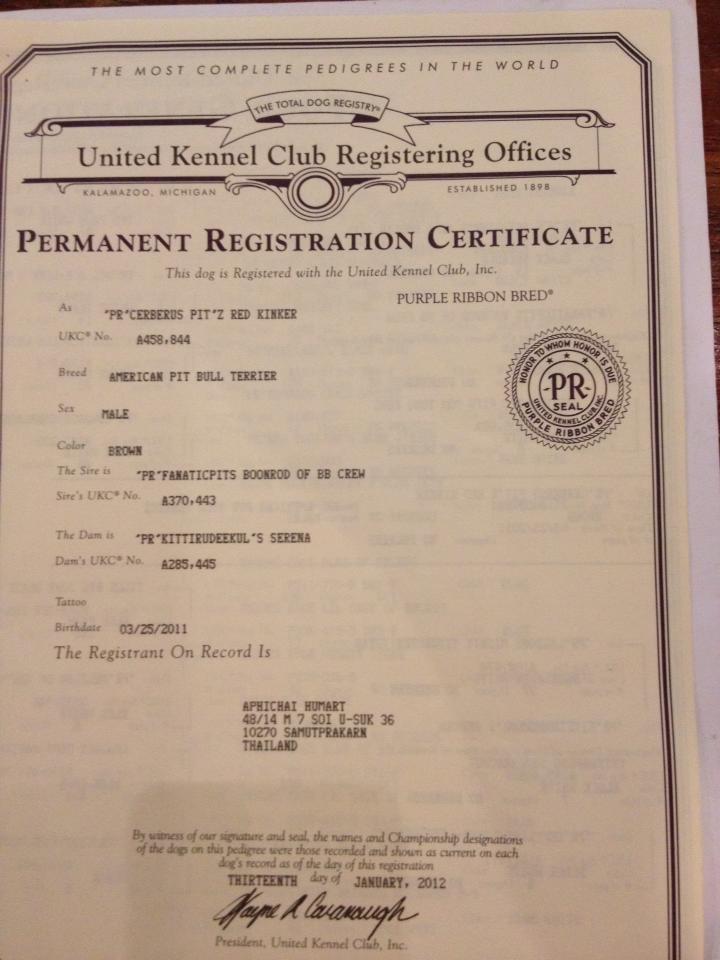 THE MOST COMPLETE PEDIGREES IN THE WORLD
THE TOTAL DOG REGISTRY®
United Kennel Club Registering Offices
KALAMAZOO, MICHIGAN
ESTABLISHED 1898
PERMANENT REGISTRATION CERTIFICATE
This dog is Registered with the United Kennel Club, Inc.
PURPLE RIBBON BRED®
As 'PR'CERBERUS PIT'Z RED KINKER
UKC® No. A458,844
HONOR TO WHOM HONOR IS DUE
PR
SEAL
UNITED KENNEL CLUB, INC.
PURPLE RIBBON BRED
Breed AMERICAN PIT BULL TERRIER
Sex MALE
Color BROWN
The Sire is 'PR'FANATICPITS BOONROD OF BB CREW
Sire's UKC® No. A370,443
The Dam is 'PR'KITTIRUDEEKUL'S SERENA
Dam's UKC® No. A285,445
Tattoo
Birthdate 03/25/2011
The Registrant On Record Is
APHICHAI HUMART
48/14 M 7 SOI U-SUK 36
10270 SAMUTPRAKARN
THAILAND
By witness of our signature and seal, the names and Championship designations
of the dogs on this pedigree were those recorded and shown as current on each
dog's record as of the day of this registration
THIRTEENTH day of JANUARY, 2012
Wayne R Cavanaugh
President, United Kennel Club, Inc.